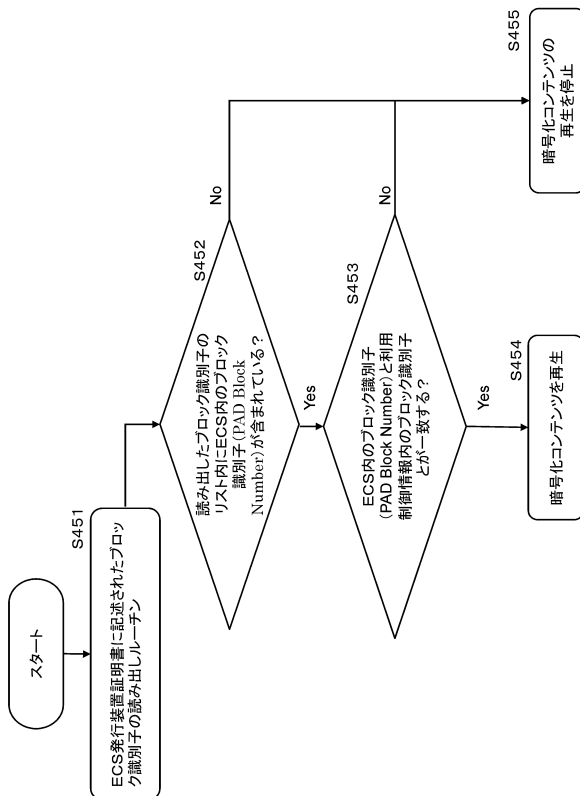 スタート
S451
ECS発行装置証明書に記述されたブロッ
ク識別子の読み出しルーチン
S452
読み出したブロック識別子の
リスト内にECS内のブロック
識別子(PAD Block
Number)が含まれている?
No
Yes
S453
ECS内のブロック識別子
(PAD Block Number)と利用
制御情報内のブロック識別子
とが一致する?
No
Yes
S454
暗号化コンテンツを再生
S455
暗号化コンテンツの
再生を停止